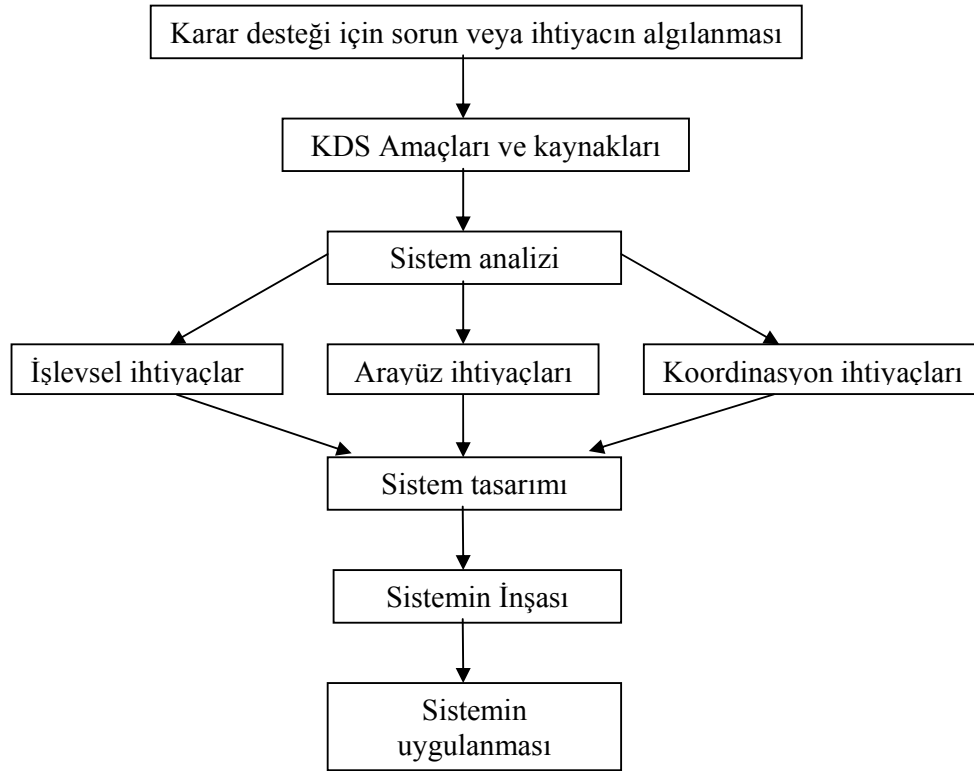 Karar desteği için sorun veya ihtiyacın algılanması
KDS Amaçları ve kaynakları
Sistem analizi
İşlevsel ihtiyaçlar
Arayüz ihtiyaçları
Koordinasyon ihtiyaçları
Sistem tasarımı
Sistemin İnşası
Sistemin
uygulanması